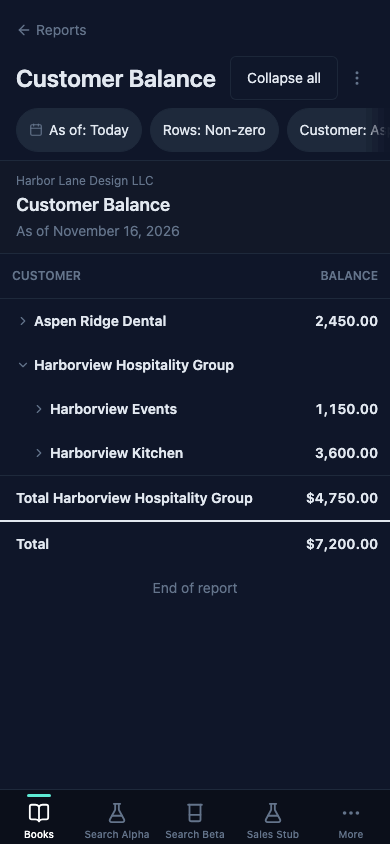 Reports
Customer Balance
Collapse all
As of: Today
Rows: Non-zero
Customer: As
Harbor Lane Design LLC
Customer Balance
As of November 16, 2026
CUSTOMER BALANCE
Aspen Ridge Dental 2,450.00
Harborview Hospitality Group
Harborview Events 1,150.00
Harborview Kitchen 3,600.00
Total Harborview Hospitality Group $4,750.00
Total $7,200.00
End of report
Books
Search Alpha
Search Beta
Sales Stub
More